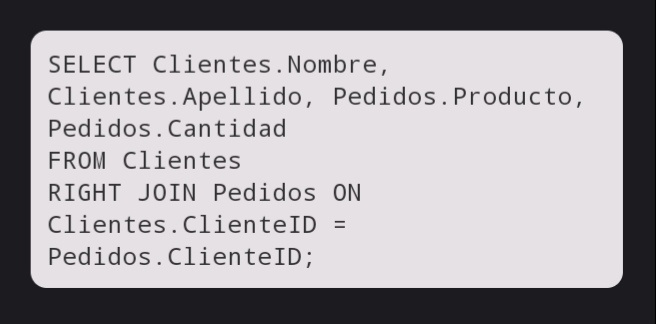 SELECT Clientes.Nombre,
Clientes.Apellido, Pedidos.Producto,
Pedidos.Cantidad
FROM Clientes
RIGHT JOIN Pedidos ON
Clientes.ClienteID =
Pedidos.ClienteID;